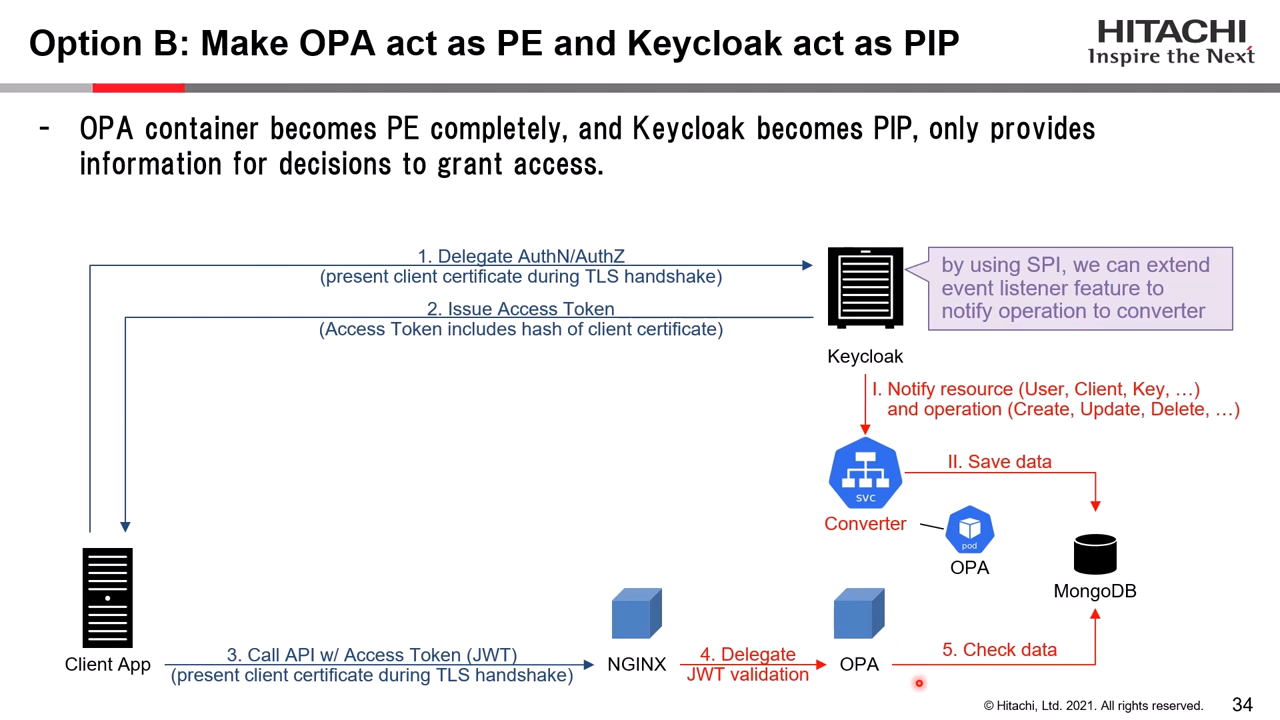 Option B: Make OPA act as PE and Keycloak act as PIP
HITACHI
Inspire the Next
- OPA container becomes PE completely, and Keycloak becomes PIP, only provides
information for decisions to grant access.
1. Delegate AuthN/AuthZ
(present client certificate during TLS handshake)
2. Issue Access Token
(Access Token includes hash of client certificate)
by using SPI, we can extend
event listener feature to
notify operation to converter
Keycloak
I. Notify resource (User, Client, Key, …)
and operation (Create, Update, Delete, …)
svc
Converter
II. Save data
pod
OPA
MongoDB
Client App
3. Call API w/ Access Token (JWT)
(present client certificate during TLS handshake)
NGINX
4. Delegate
JWT validation
OPA
5. Check data
© Hitachi, Ltd. 2021. All rights reserved.
34